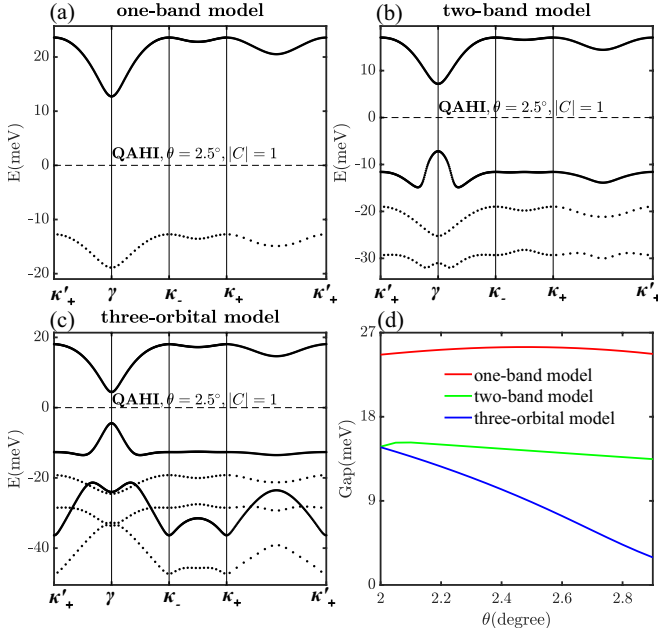 (a) one-band model
E(meV)
20
10
0
-10
-20
QAHI, θ = 2.5°, |C| = 1
κ'₊ γ κ₋ κ₊ κ'₊
(b) two-band model
E(meV)
10
0
-10
-20
-30
QAHI, θ = 2.5°, |C| = 1
κ'₊ γ κ₋ κ₊ κ'₊
(c) three-orbital model
E(meV)
20
0
-20
-40
QAHI, θ = 2.5°, |C| = 1
κ'₊ γ κ₋ κ₊ κ'₊
(d)
Gap(meV)
27
18
9
0
one-band model
two-band model
three-orbital model
2 2.2 2.4 2.6 2.8
θ(degree)